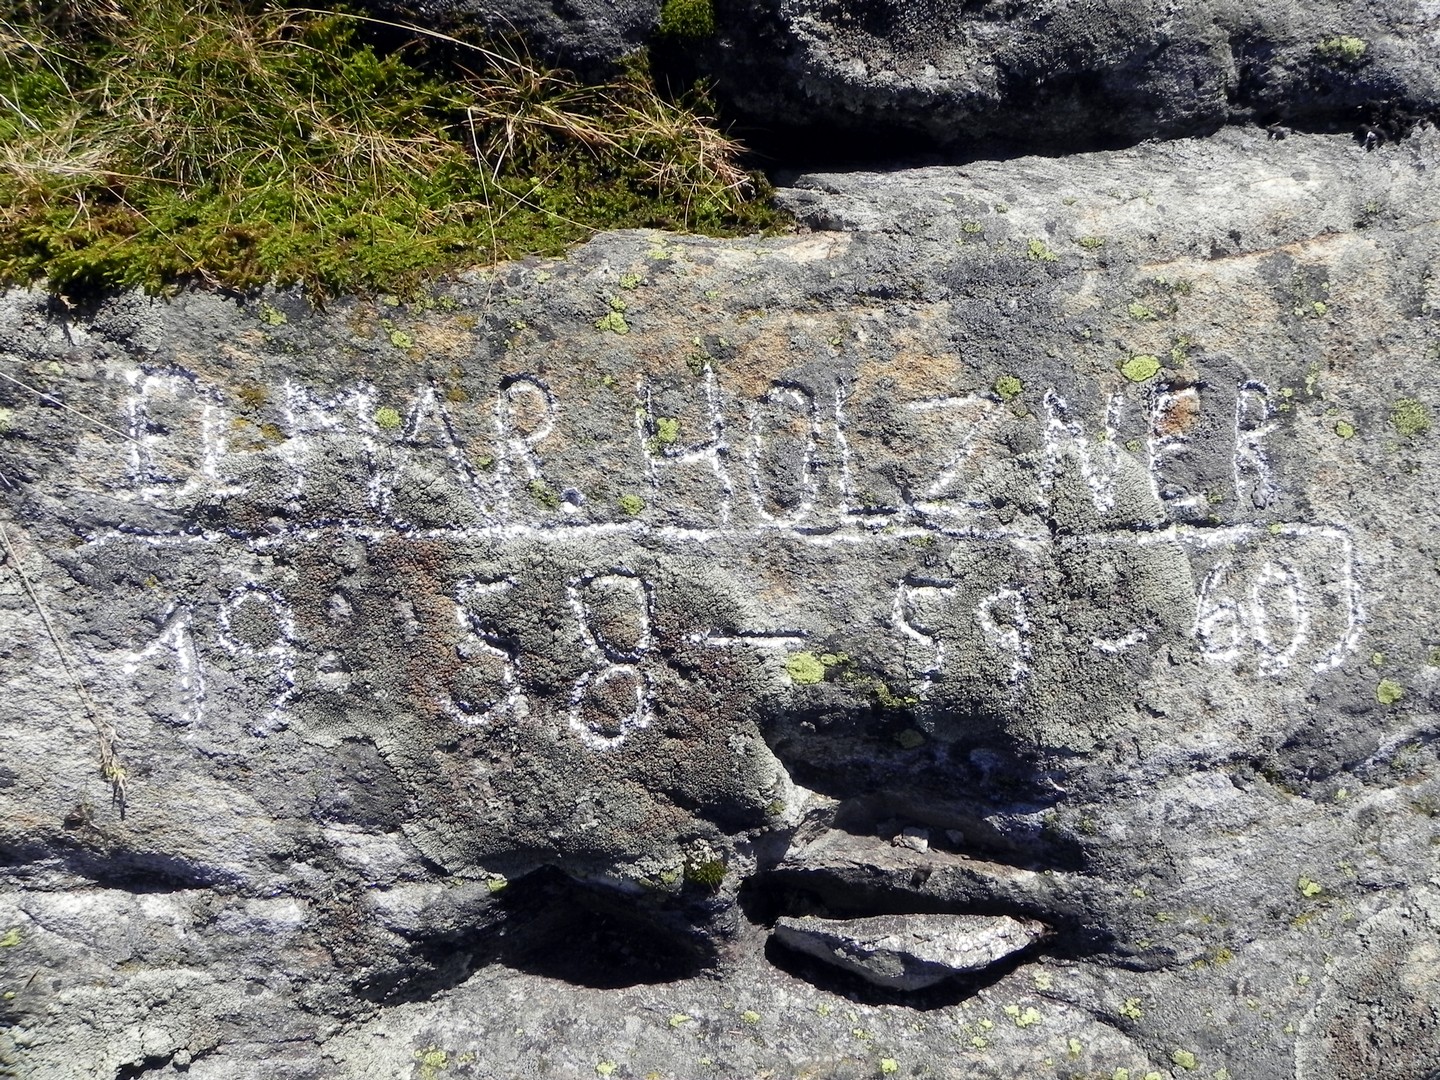 ELMAR. HOLZNER
1958 — 59 - 60